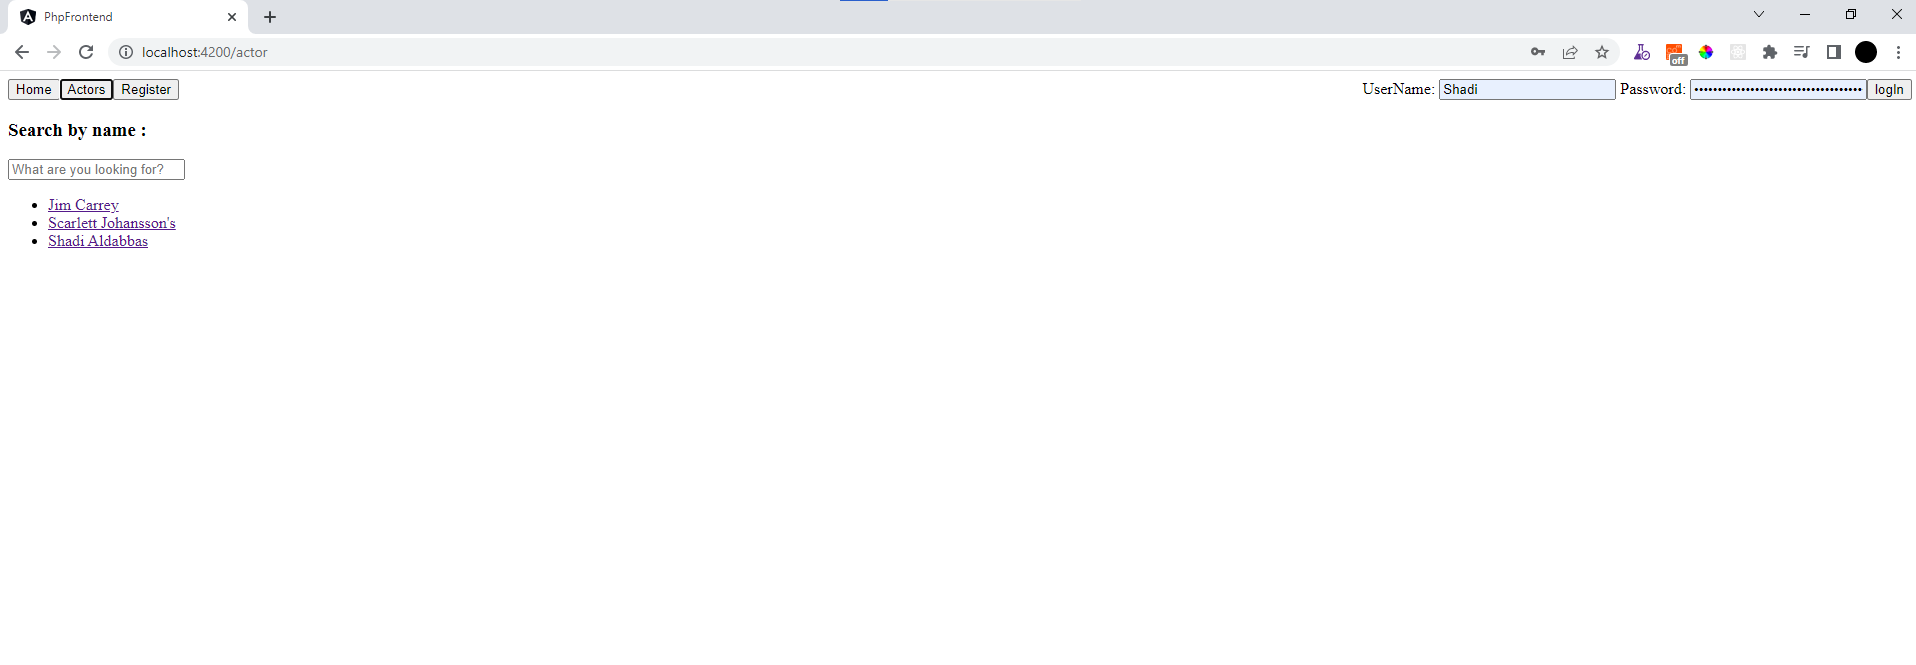 PhpFrontend
localhost:4200/actor
off
Home Actors Register UserName: Shadi Password: •••••••••••••••••••••••••••••••••••• logIn
Search by name :
What are you looking for?
• Jim Carrey
• Scarlett Johansson's
• Shadi Aldabbas